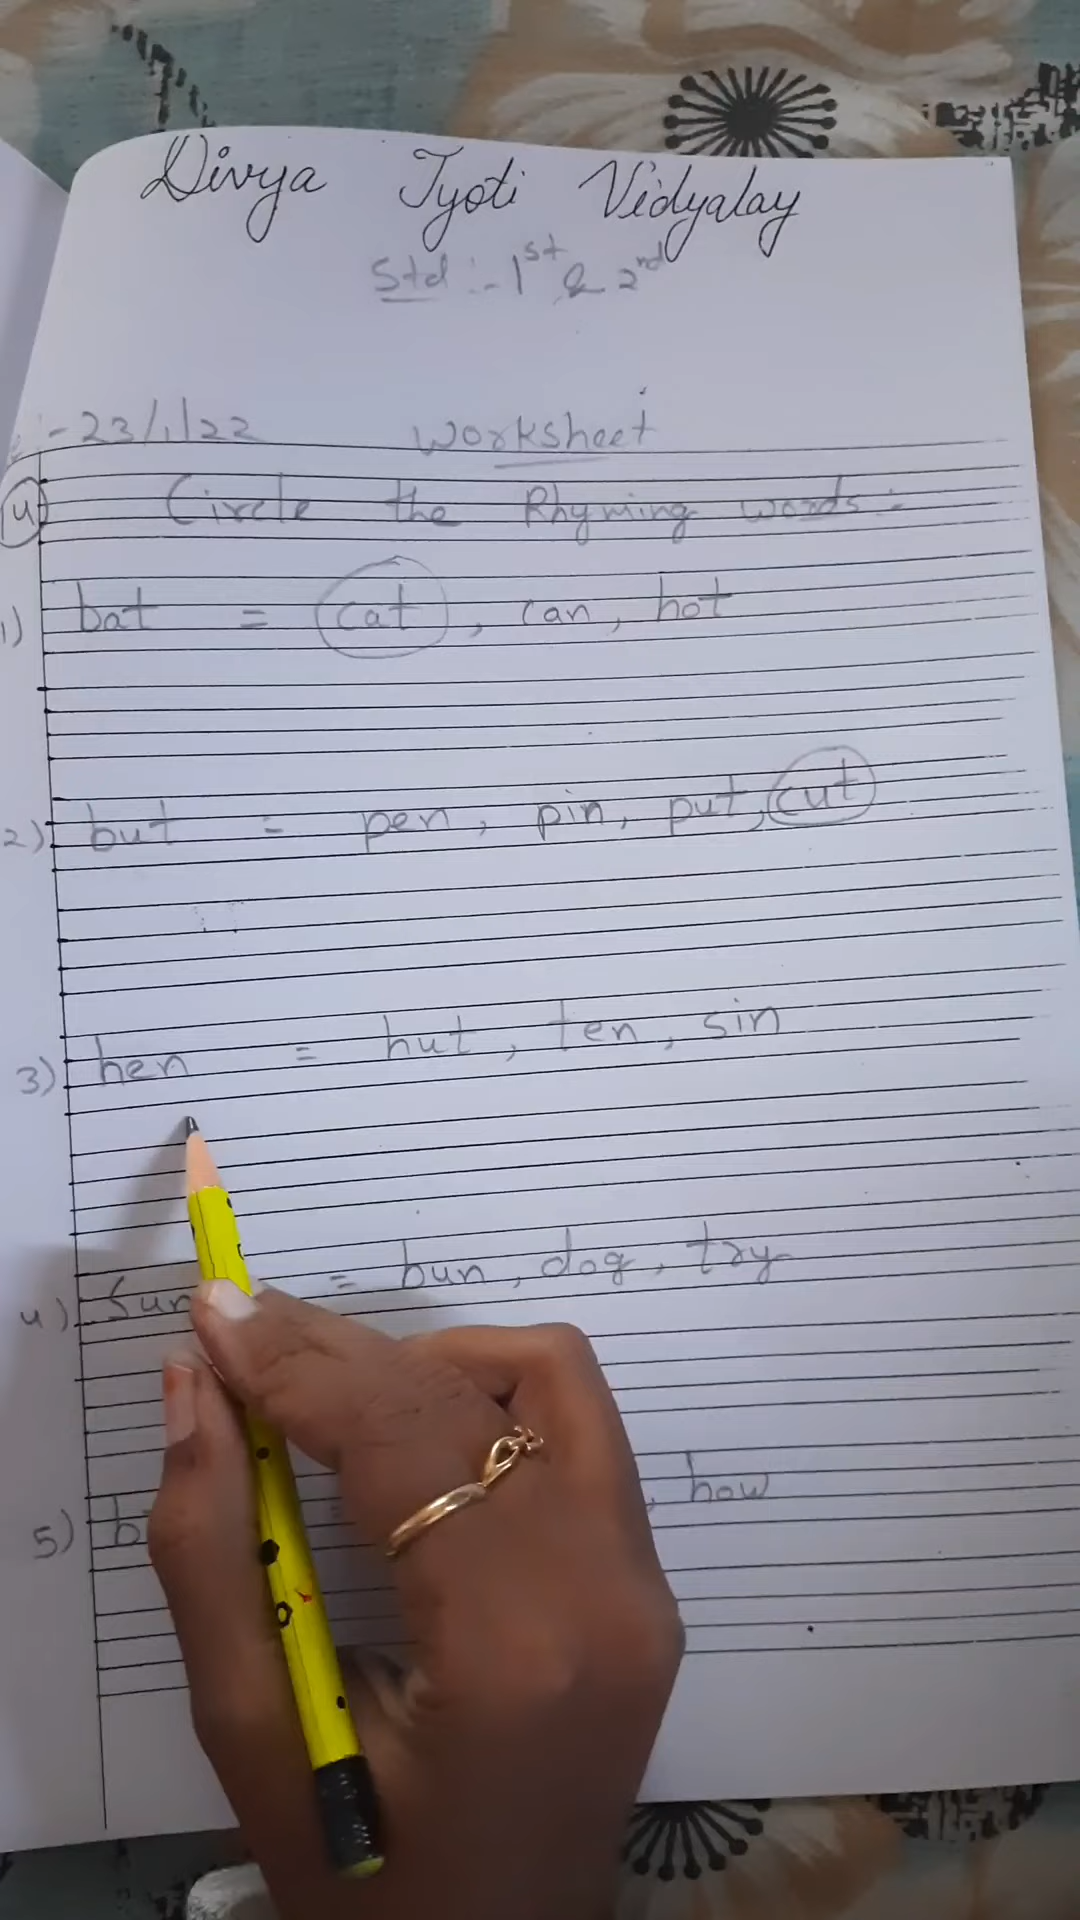 Divya Jyoti Vidyalay
Std :- 1st & 2nd
:- 23/1/22 Worksheet
4) Circle the Rhyming words :-
1) bat = cat, can, hot
2) but = pen, pin, put, cut
3) hen = hut, ten, sin
4) Sun = bun, dog, try
5) , how